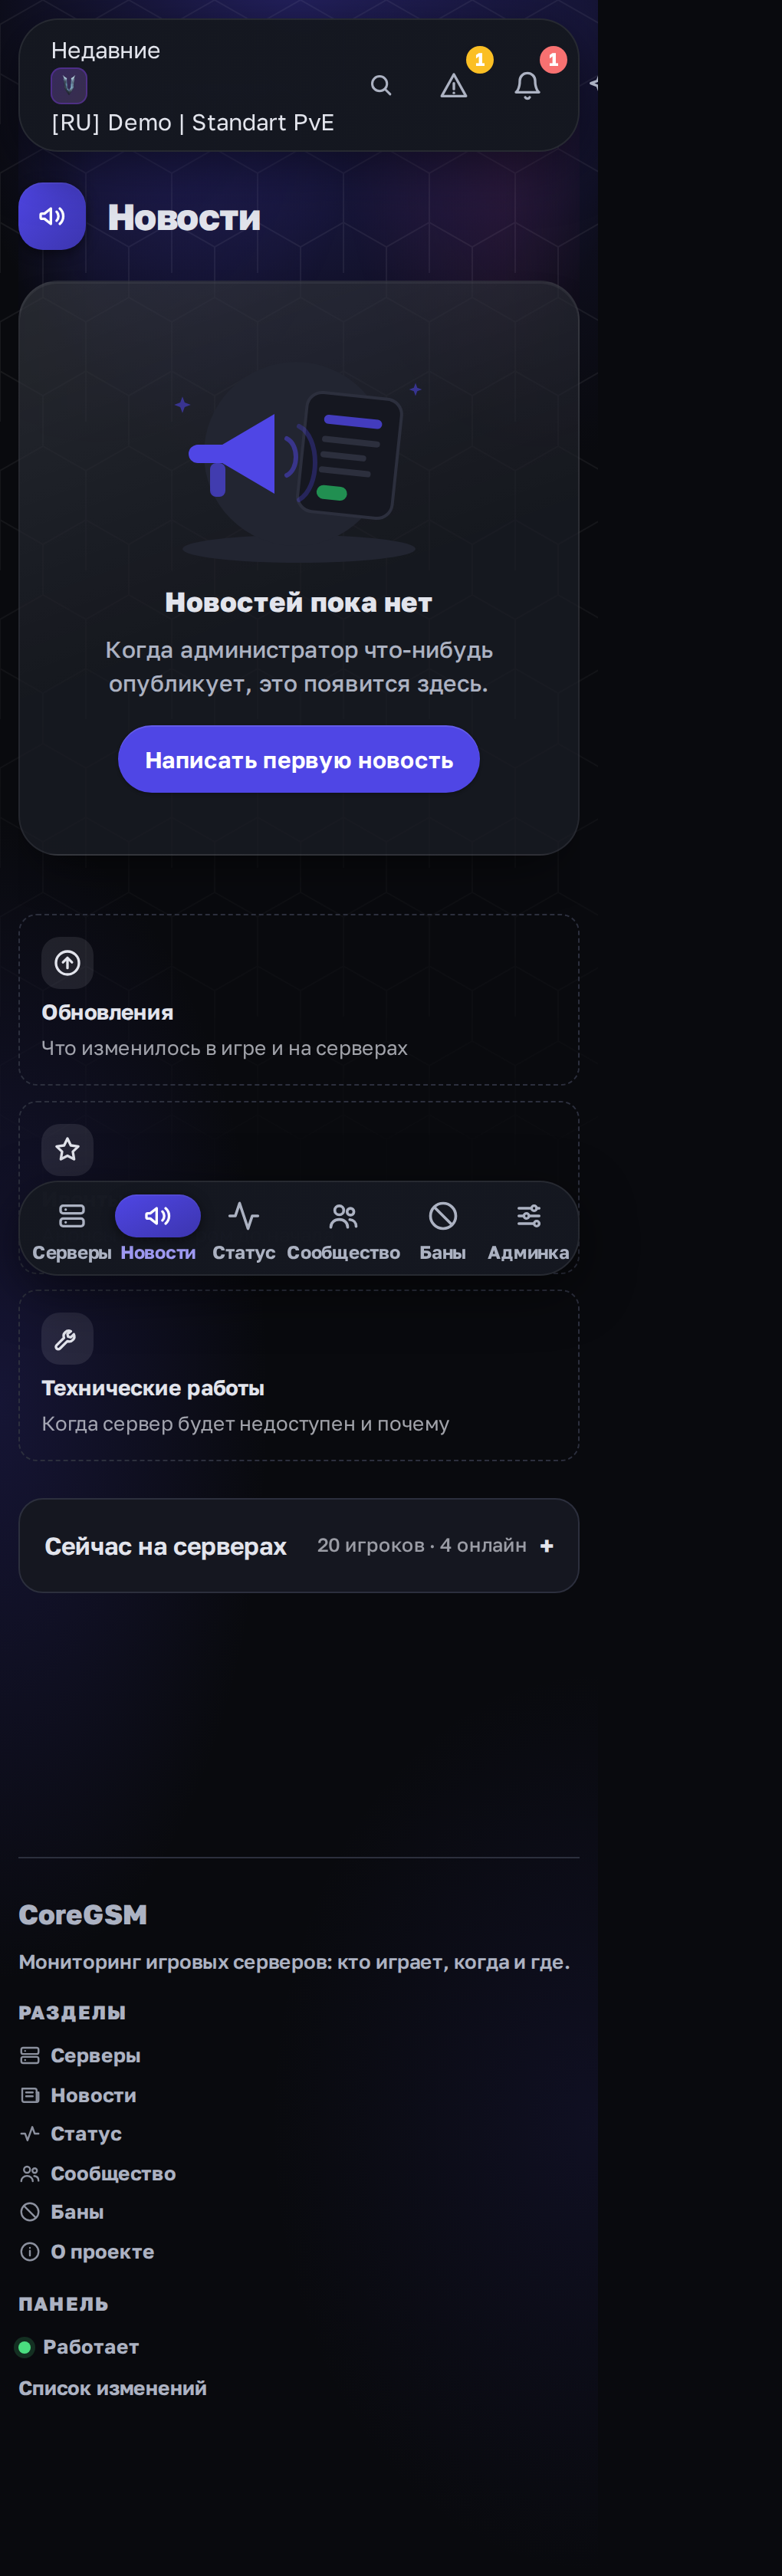 Недавние
[RU] Demo | Standart PvE
1
1
Новости
Новостей пока нет
Когда администратор что-нибудь
опубликует, это появится здесь.
Написать первую новость
Обновления
Что изменилось в игре и на серверах
Серверы
Новости
Статус
Сообщество
Баны
Админка
Технические работы
Когда сервер будет недоступен и почему
Сейчас на серверах
20 игроков · 4 онлайн +
CoreGSM
Мониторинг игровых серверов: кто играет, когда и где.
РАЗДЕЛЫ
Серверы
Новости
Статус
Сообщество
Баны
О проекте
ПАНЕЛЬ
Работает
Список изменений